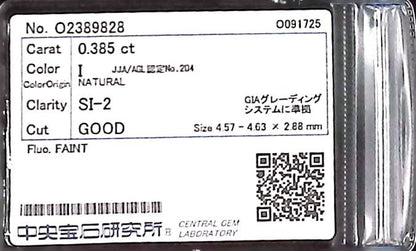 No. O2389828 O091725
Carat 0.385 ct
Color I JJA/AGL認定No.204
ColorOrigin NATURAL
Clarity SI-2 GIAグレーディング
システムに準拠
Cut GOOD Size 4.57 - 4.63 × 2.88 mm
Fluo. FAINT
中央宝石研究所® CENTRAL GEM
LABORATORY